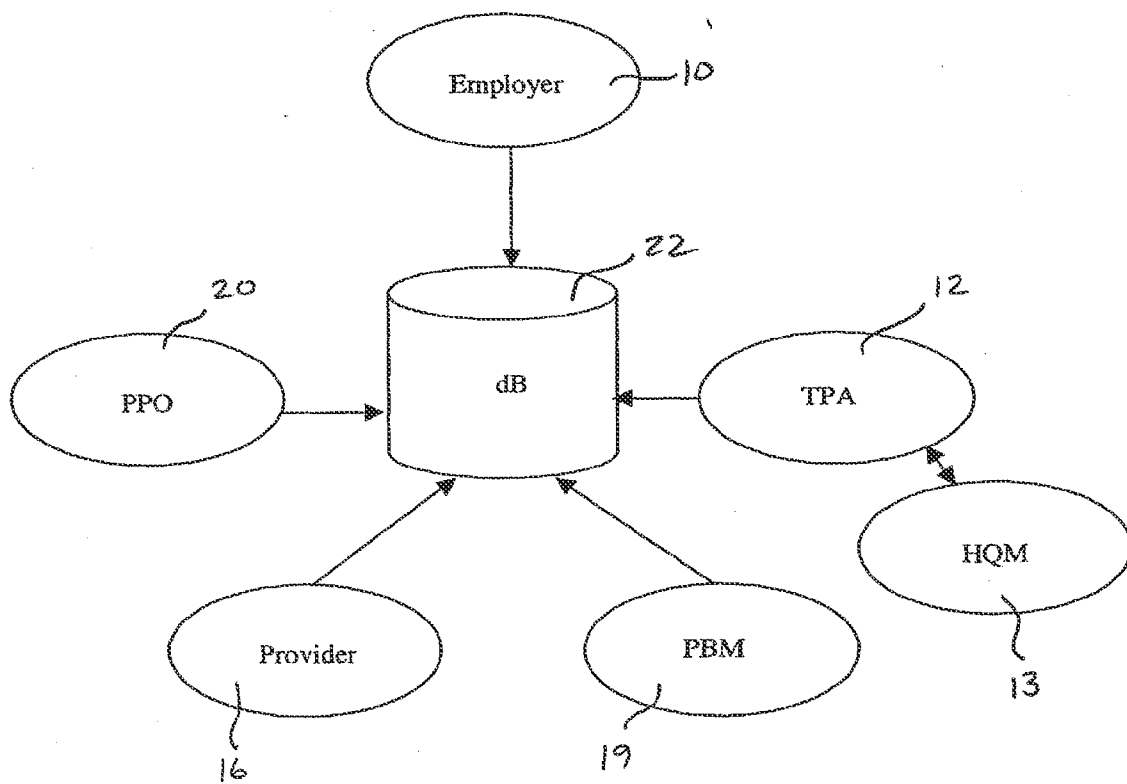 Employer
10
22
20
12
PPO
dB
TPA
HQM
Provider
PBM
13
16
19